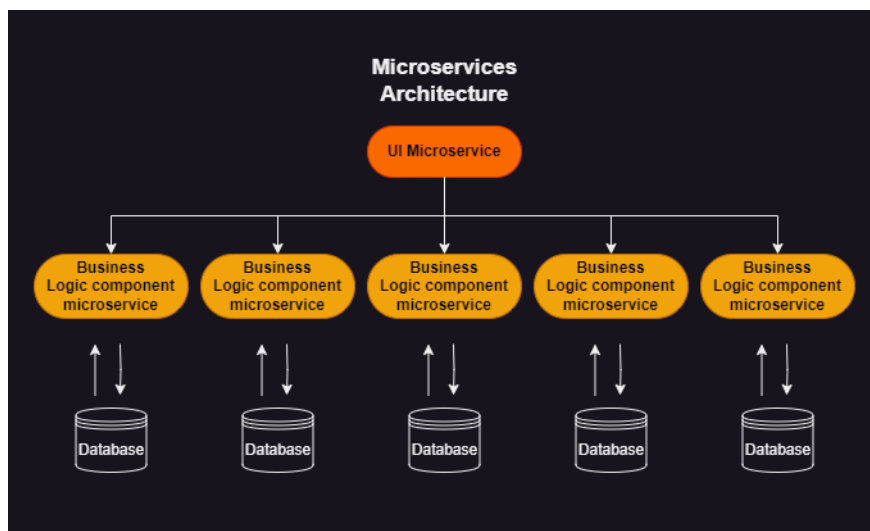 Microservices
Architecture
UI Microservice
Business
Logic component
microservice
Business
Logic component
microservice
Business
Logic component
microservice
Business
Logic component
microservice
Business
Logic component
microservice
Database
Database
Database
Database
Database